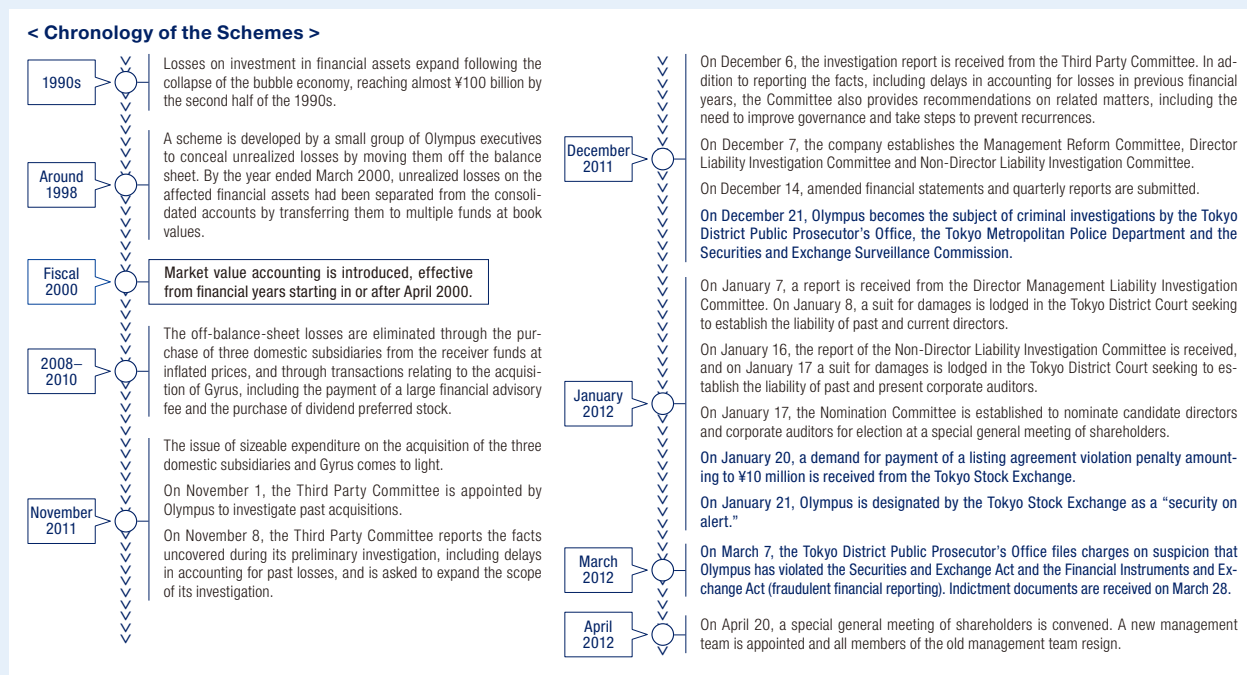 < Chronology of the Schemes >
1990s
Losses on investment in financial assets expand following the
collapse of the bubble economy, reaching almost ¥100 billion by
the second half of the 1990s.
Around
1998
A scheme is developed by a small group of Olympus executives
to conceal unrealized losses by moving them off the balance
sheet. By the year ended March 2000, unrealized losses on the
affected financial assets had been separated from the consoli-
dated accounts by transferring them to multiple funds at book
values.
Fiscal
2000
Market value accounting is introduced, effective
from financial years starting in or after April 2000.
2008–
2010
The off-balance-sheet losses are eliminated through the pur-
chase of three domestic subsidiaries from the receiver funds at
inflated prices, and through transactions relating to the acquisi-
tion of Gyrus, including the payment of a large financial advisory
fee and the purchase of dividend preferred stock.
November
2011
The issue of sizeable expenditure on the acquisition of the three
domestic subsidiaries and Gyrus comes to light.
On November 1, the Third Party Committee is appointed by
Olympus to investigate past acquisitions.
On November 8, the Third Party Committee reports the facts
uncovered during its preliminary investigation, including delays
in accounting for past losses, and is asked to expand the scope
of its investigation.
December
2011
On December 6, the investigation report is received from the Third Party Committee. In ad-
dition to reporting the facts, including delays in accounting for losses in previous financial
years, the Committee also provides recommendations on related matters, including the
need to improve governance and take steps to prevent recurrences.
On December 7, the company establishes the Management Reform Committee, Director
Liability Investigation Committee and Non-Director Liability Investigation Committee.
On December 14, amended financial statements and quarterly reports are submitted.
On December 21, Olympus becomes the subject of criminal investigations by the Tokyo
District Public Prosecutor's Office, the Tokyo Metropolitan Police Department and the
Securities and Exchange Surveillance Commission.
January
2012
On January 7, a report is received from the Director Management Liability Investigation
Committee. On January 8, a suit for damages is lodged in the Tokyo District Court seeking
to establish the liability of past and current directors.
On January 16, the report of the Non-Director Liability Investigation Committee is received,
and on January 17 a suit for damages is lodged in the Tokyo District Court seeking to es-
tablish the liability of past and present corporate auditors.
On January 17, the Nomination Committee is established to nominate candidate directors
and corporate auditors for election at a special general meeting of shareholders.
On January 20, a demand for payment of a listing agreement violation penalty amount-
ing to ¥10 million is received from the Tokyo Stock Exchange.
On January 21, Olympus is designated by the Tokyo Stock Exchange as a “security on
alert.”
March
2012
On March 7, the Tokyo District Public Prosecutor's Office files charges on suspicion that
Olympus has violated the Securities and Exchange Act and the Financial Instruments and Ex-
change Act (fraudulent financial reporting). Indictment documents are received on March 28.
April
2012
On April 20, a special general meeting of shareholders is convened. A new management
team is appointed and all members of the old management team resign.